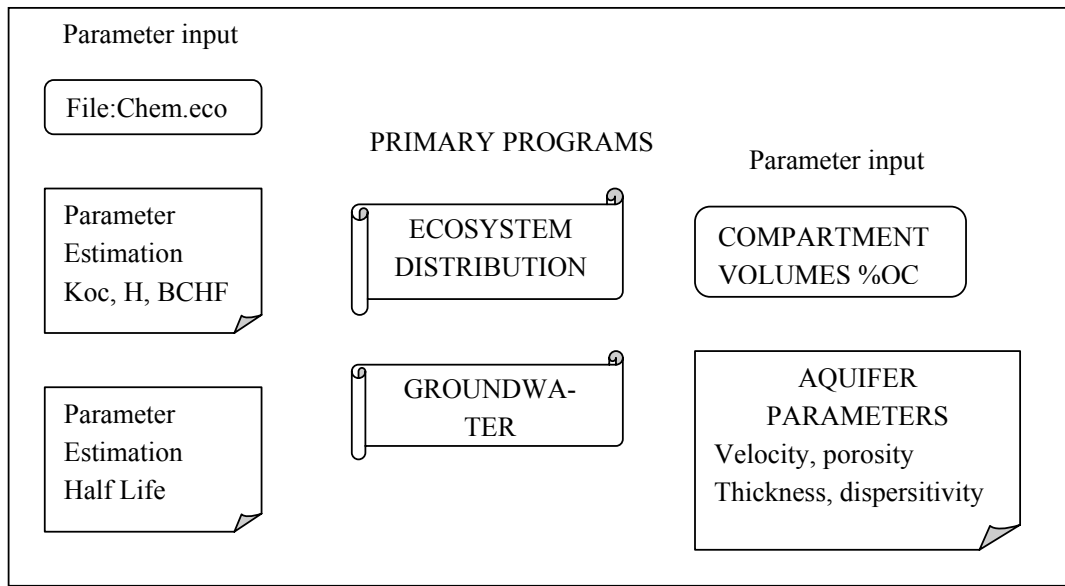 Parameter input
File:Chem.eco
Parameter
Estimation
Koc, H, BCHF
Parameter
Estimation
Half Life
PRIMARY PROGRAMS
ECOSYSTEM
DISTRIBUTION
GROUNDWA-
TER
Parameter input
COMPARTMENT
VOLUMES %OC
AQUIFER
PARAMETERS
Velocity, porosity
Thickness, dispersitivity